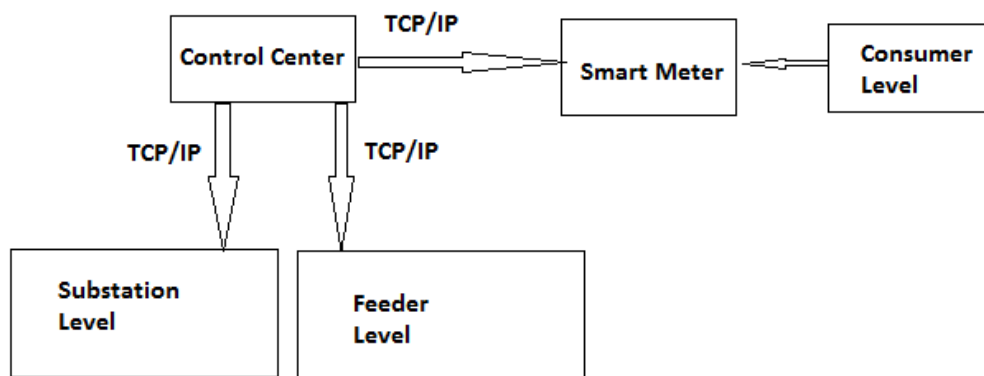 TCP/IP
Control Center
Smart Meter
Consumer
Level
TCP/IP
TCP/IP
Substation
Level
Feeder
Level